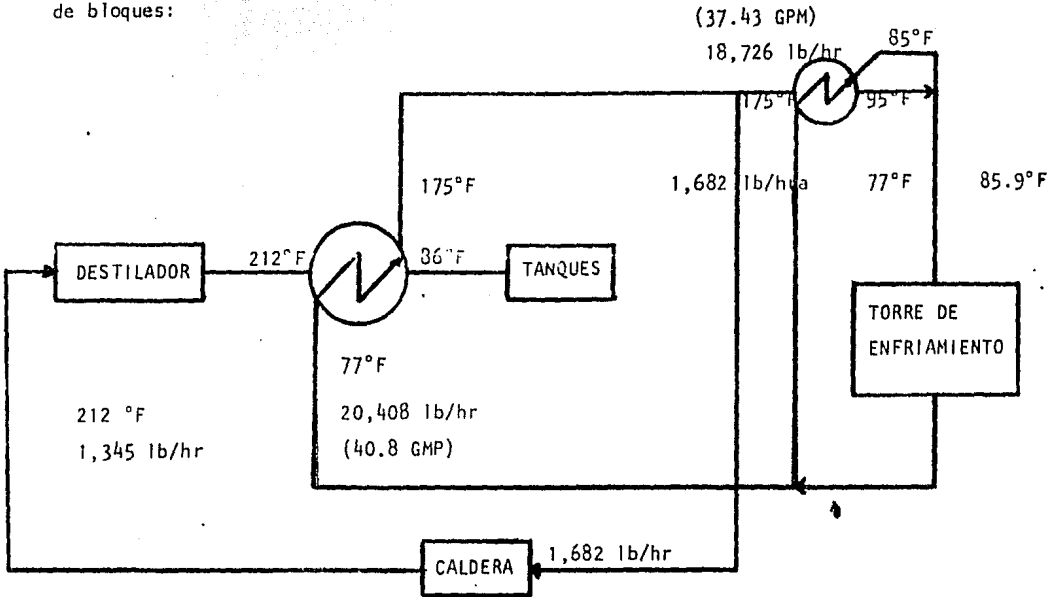 de bloques:
(37.43 GPM)
18,726 lb/hr
85°F
175°F
95°F
175°F
1,682 lb/hra
77°F
85.9°F
DESTILADOR
212°F
86°F
TANQUES
TORRE DE
ENFRIAMIENTO
77°F
212 °F
20,408 lb/hr
1,345 lb/hr
(40.8 GMP)
CALDERA
1,682 lb/hr